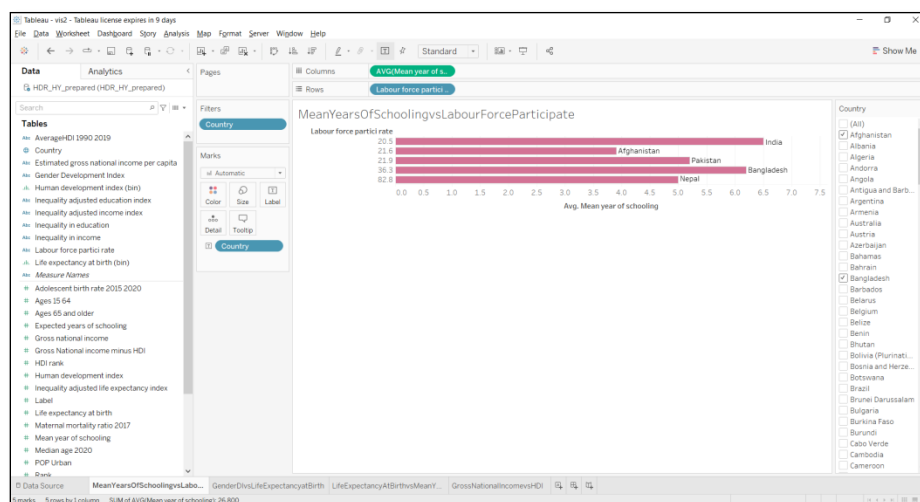 Tableau - vis2 - Tableau license expires in 9 days
File Data Worksheet Dashboard Story Analysis Map Format Server Window Help
Standard
Show Me
Data Analytics
HDR_HY_prepared (HDR_HY_prepared)
Search
Tables
Abc AverageHDI 1990 2019
Country
Abc Estimated gross national income per capita
Abc Gender Development Index
Human development index (bin)
Abc Inequality adjusted education index
Abc Inequality adjusted income index
Abc Inequality in education
Abc Inequality in income
Abc Labour force partici rate
Life expectancy at birth (bin)
Abc Measure Names
# Adolescent birth rate 2015 2020
# Ages 15 64
# Ages 65 and older
# Expected years of schooling
# Gross national income
# Gross National income minus HDI
# HDI rank
# Human development index
# Inequality adjusted life expectancy index
# Label
# Life expectancy at birth
# Maternal mortality ratio 2017
# Mean year of schooling
# Median age 2020
# POP Urban
# Rank
Pages
Filters
Country
Marks
Automatic
Color Size Label
Detail Tooltip
Country
Columns AVG(Mean year of s..
Rows Labour force partici ..
MeanYearsOfSchoolingvsLabourForceParticipate
Labour force partici rate
20.5 India
21.6 Afghanistan
21.9 Pakistan
36.3 Bangladesh
82.8 Nepal
0.0 0.5 1.0 1.5 2.0 2.5 3.0 3.5 4.0 4.5 5.0 5.5 6.0 6.5 7.0 7.5
Avg. Mean year of schooling
Country
(All)
Afghanistan
Albania
Algeria
Andorra
Angola
Antigua and Barb...
Argentina
Armenia
Australia
Austria
Azerbaijan
Bahamas
Bahrain
Bangladesh
Barbados
Belarus
Belgium
Belize
Benin
Bhutan
Bolivia (Plurinati...
Bosnia and Herze...
Botswana
Brazil
Brunei Darussalam
Bulgaria
Burkina Faso
Burundi
Cabo Verde
Cambodia
Cameroon
Data Source MeanYearsOfSchoolingvsLabo... GenderDIvsLifeExpectancyatBirth LifeExpectancyAtBirthvsMeanY... GrossNationalIncomevsHDI
5 marks 5 rows by 1 column SUM of AVG(Mean year of schooling): 26.800